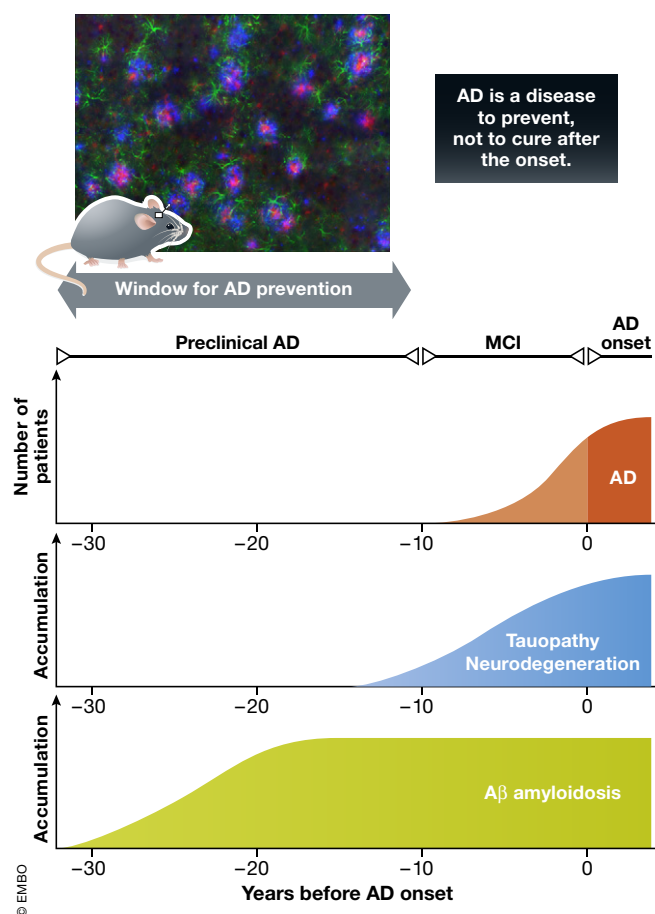 AD is a disease
to prevent,
not to cure after
the onset.
Window for AD prevention
Preclinical AD
MCI
AD
onset
Number of
patients
AD
−30
−20
−10
0
Accumulation
Tauopathy
Neurodegeneration
−30
−20
−10
0
Accumulation
Aβ amyloidosis
−30
−20
−10
0
Years before AD onset
© EMBO